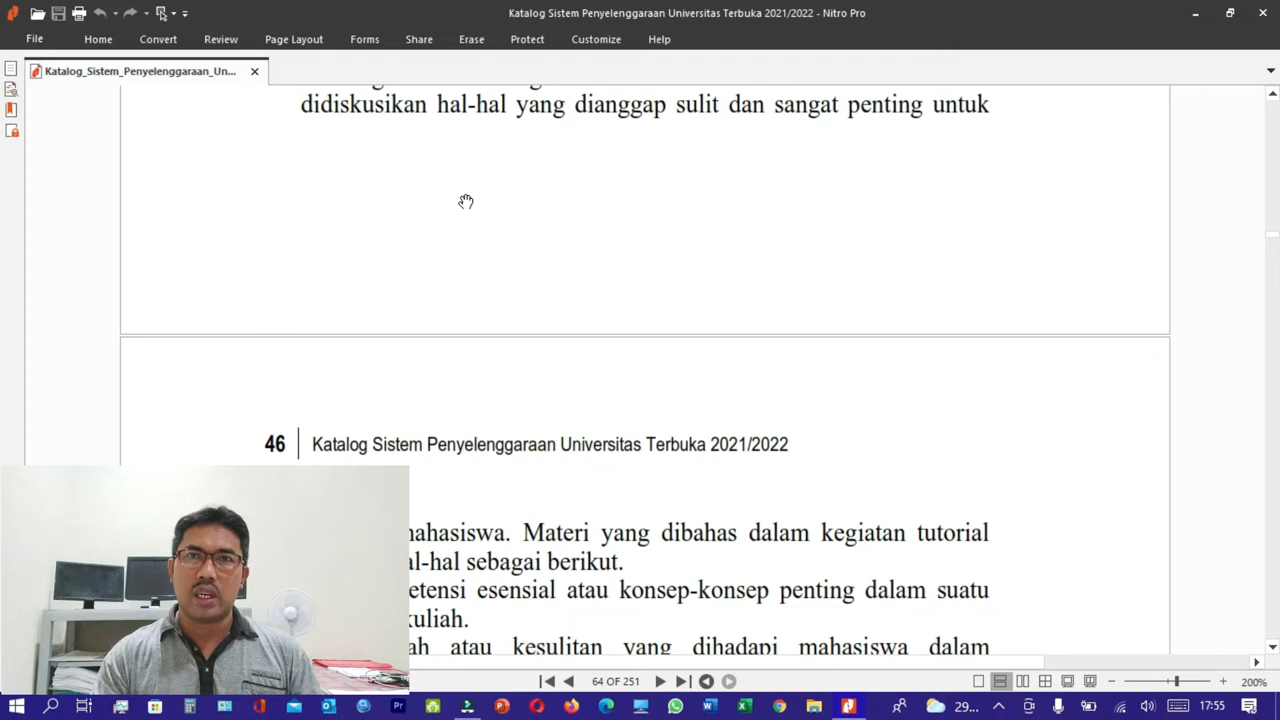 Katalog Sistem Penyelenggaraan Universitas Terbuka 2021/2022 - Nitro Pro
File Home Convert Review Page Layout Forms Share Erase Protect Customize Help
Katalog_Sistem_Penyelenggaraan_Un...
didiskusikan hal-hal yang dianggap sulit dan sangat penting untuk
46 Katalog Sistem Penyelenggaraan Universitas Terbuka 2021/2022
mahasiswa. Materi yang dibahas dalam kegiatan tutorial
al-hal sebagai berikut.
etensi esensial atau konsep-konsep penting dalam suatu
kuliah.
ah atau kesulitan yang dihadapi mahasiswa dalam
64 OF 251
200%
29...
17:55